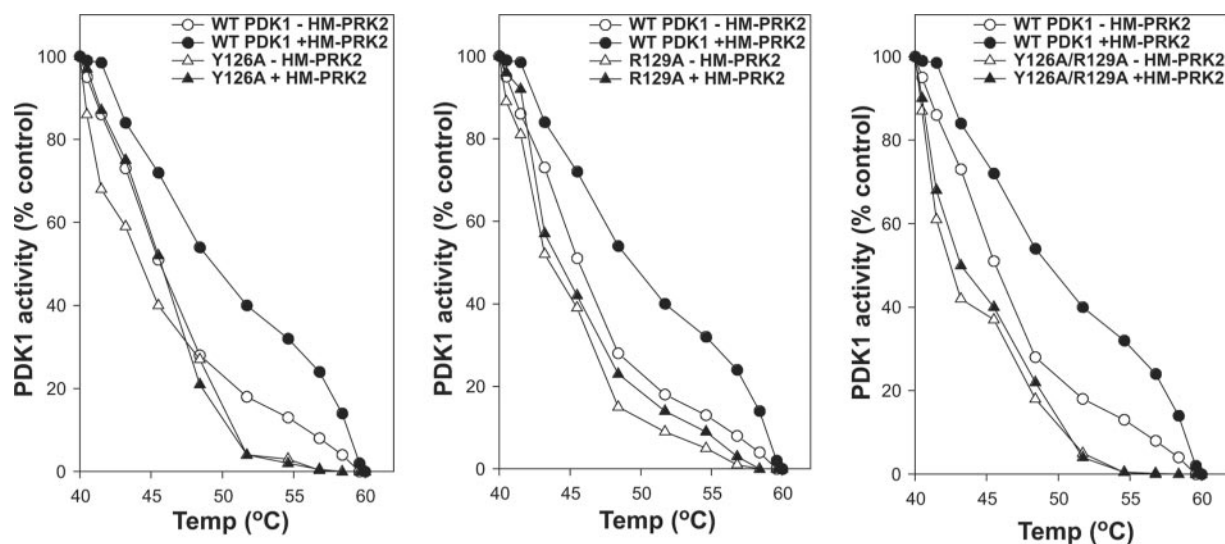 WT PDK1 - HM-PRK2
WT PDK1 +HM-PRK2
Y126A - HM-PRK2
Y126A + HM-PRK2
PDK1 activity (% control)
100
80
60
40
20
0
40 45 50 55 60
Temp (ºC)
WT PDK1 - HM-PRK2
WT PDK1 +HM-PRK2
R129A - HM-PRK2
R129A + HM-PRK2
PDK1 activity (% control)
100
80
60
40
20
0
40 45 50 55 60
Temp (ºC)
WT PDK1 - HM-PRK2
WT PDK1 +HM-PRK2
Y126A/R129A - HM-PRK2
Y126A/R129A +HM-PRK2
PDK1 activity (% control)
100
80
60
40
20
0
40 45 50 55 60
Temp (ºC)